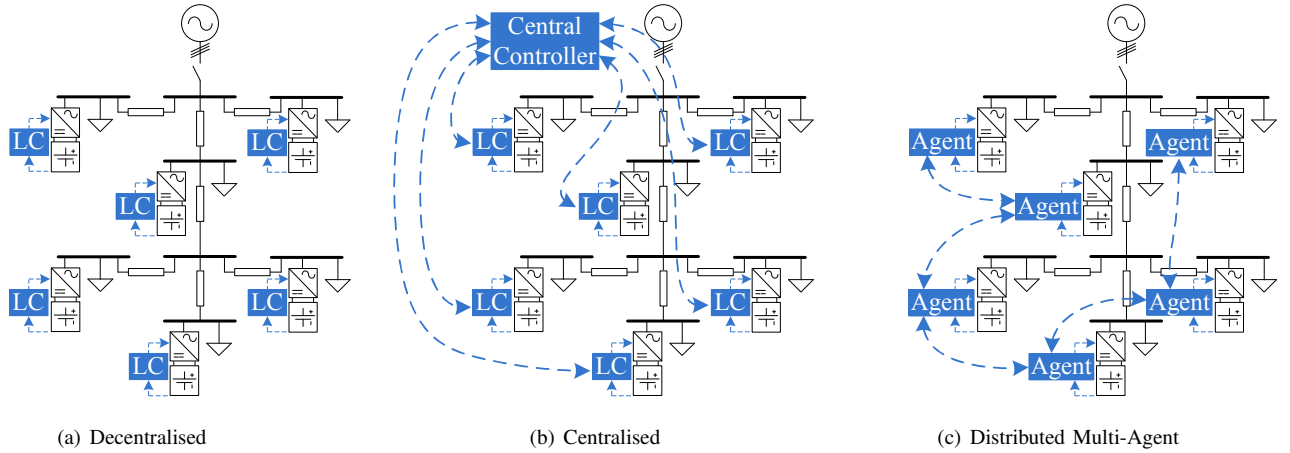 LC
LC
LC
LC
LC
LC
(a) Decentralised
Central
Controller
LC
LC
LC
LC
LC
LC
(b) Centralised
Agent
Agent
Agent
Agent
Agent
Agent
(c) Distributed Multi-Agent